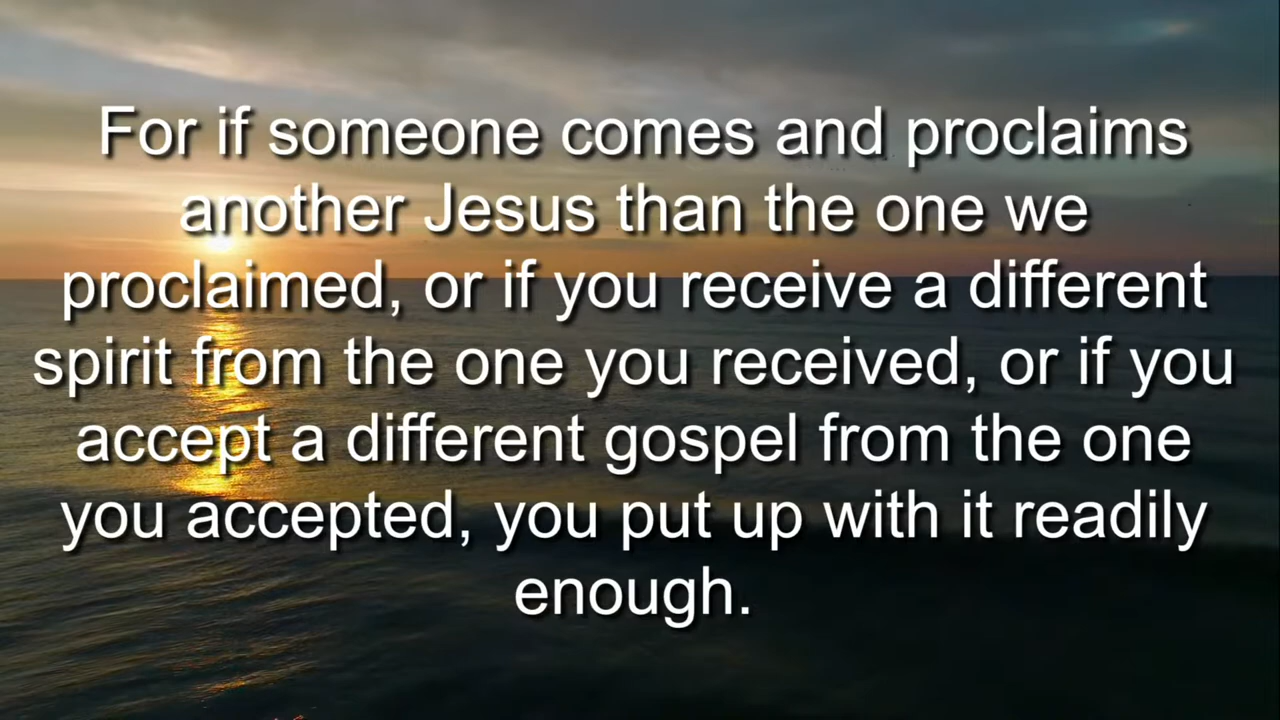 For if someone comes and proclaims
another Jesus than the one we
proclaimed, or if you receive a different
spirit from the one you received, or if you
accept a different gospel from the one
you accepted, you put up with it readily
enough.